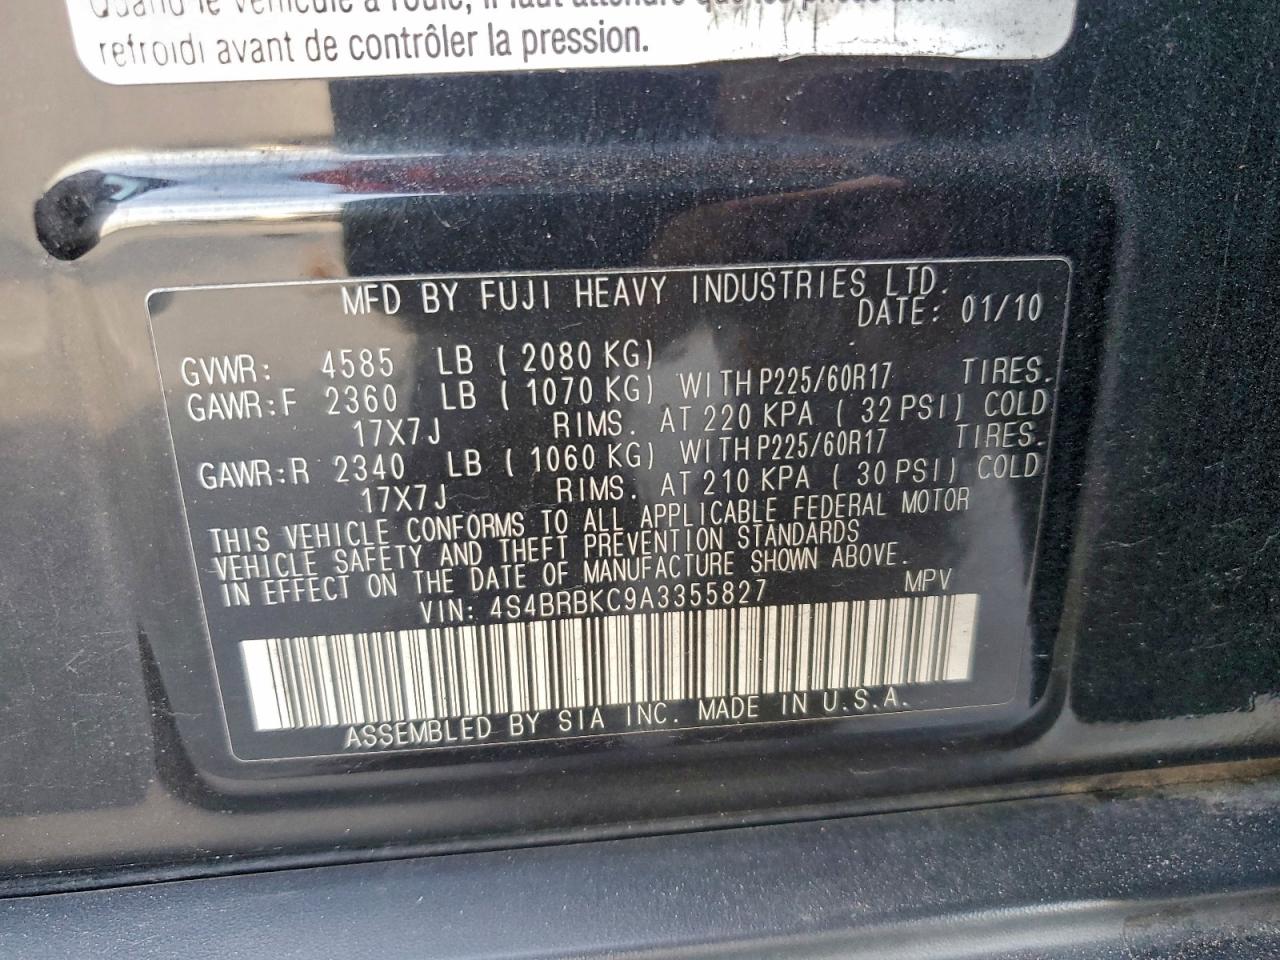 refroidi avant de contrôler la pression.
MFD BY FUJI HEAVY INDUSTRIES LTD.
DATE: 01/10
GVWR: 4585 LB ( 2080 KG)
GAWR:F 2360 LB ( 1070 KG) WITH P225/60R17 TIRES.
17X7J RIMS. AT 220 KPA ( 32 PSI) COLD
GAWR:R 2340 LB ( 1060 KG) WITH P225/60R17 TIRES.
17X7J RIMS. AT 210 KPA ( 30 PSI) COLD
THIS VEHICLE CONFORMS TO ALL APPLICABLE FEDERAL MOTOR
VEHICLE SAFETY AND THEFT PREVENTION STANDARDS
IN EFFECT ON THE DATE OF MANUFACTURE SHOWN ABOVE.
VIN: 4S4BRBKC9A3355827 MPV
ASSEMBLED BY SIA INC. MADE IN U.S.A.